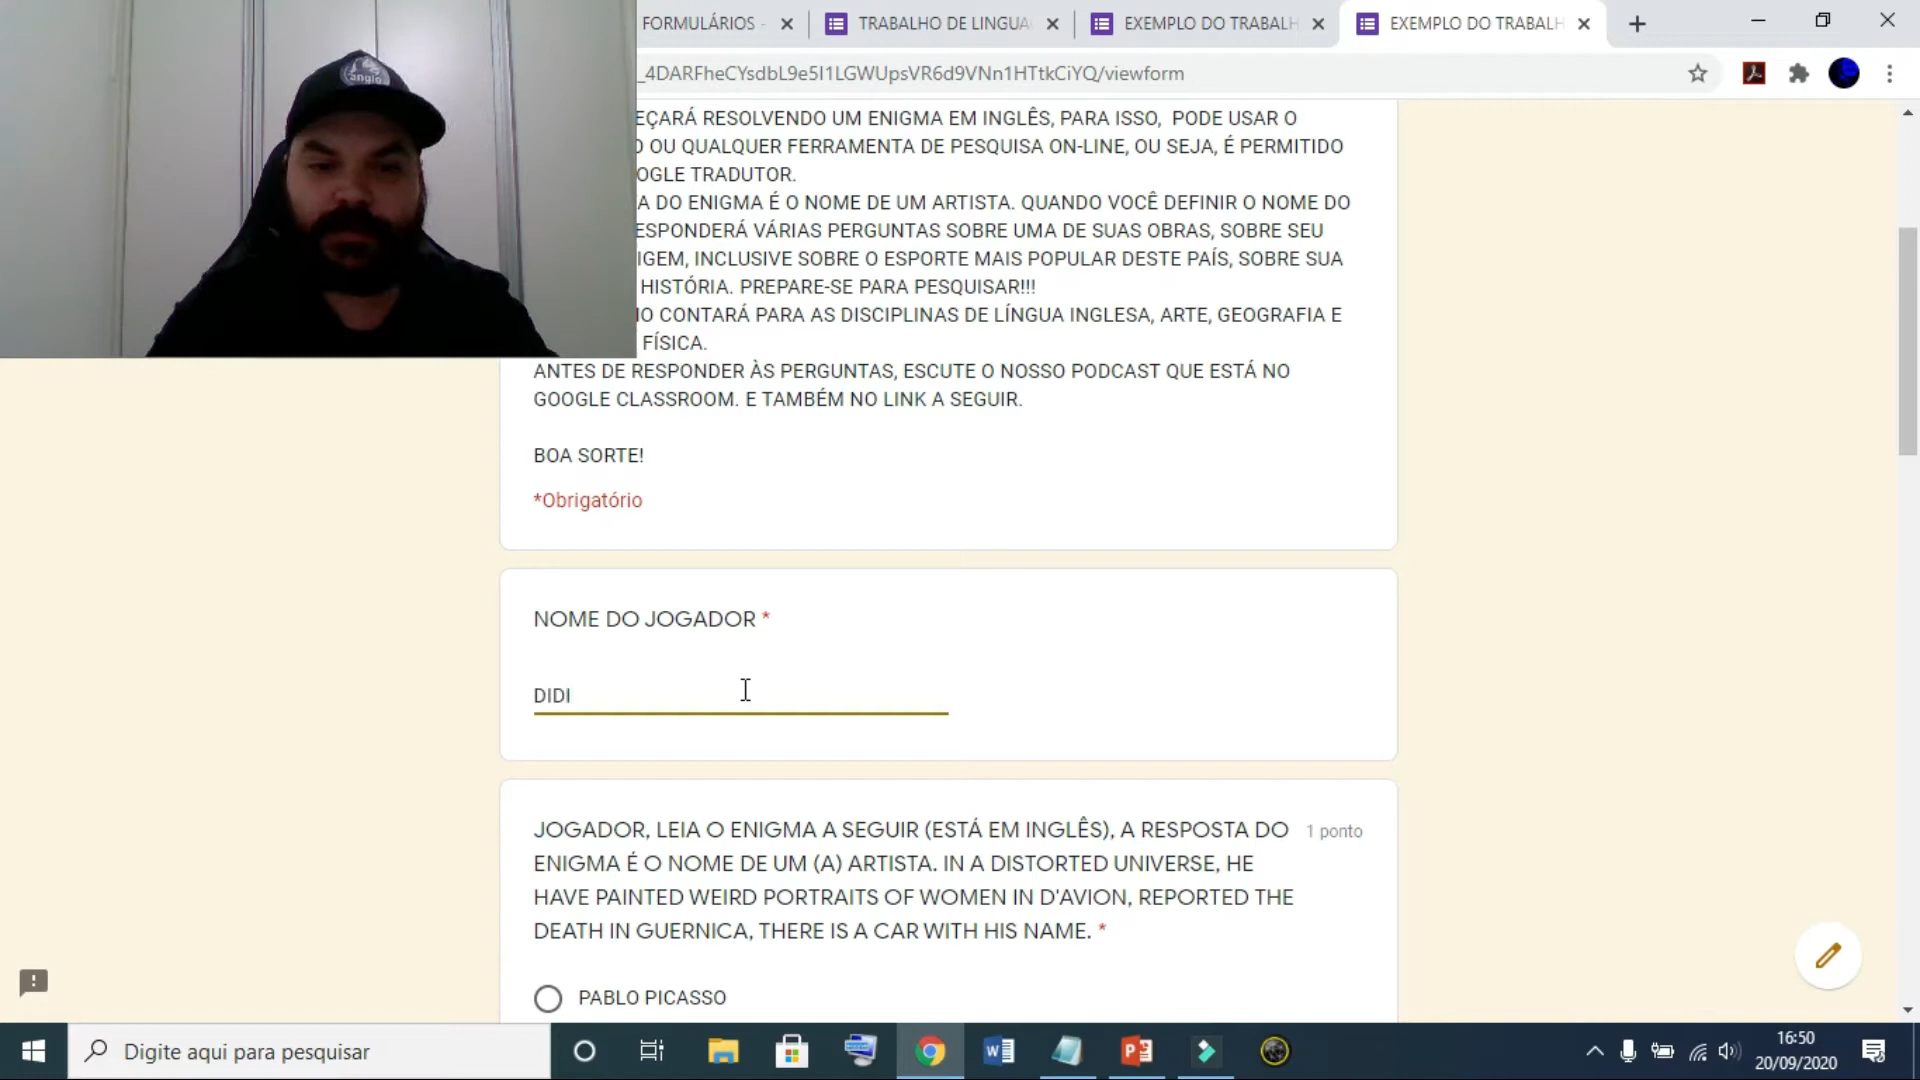 anglo
FORMULÁRIOS -
TRABALHO DE LINGUA
EXEMPLO DO TRABALH
EXEMPLO DO TRABALH
_4DARFheCYsdbL9e5I1LGWUpsVR6d9VNn1HTtkCiYQ/viewform
EÇARÁ RESOLVENDO UM ENIGMA EM INGLÊS, PARA ISSO, PODE USAR O
O OU QUALQUER FERRAMENTA DE PESQUISA ON-LINE, OU SEJA, É PERMITIDO
OGLE TRADUTOR.
A DO ENIGMA É O NOME DE UM ARTISTA. QUANDO VOCÊ DEFINIR O NOME DO
ESPONDERÁ VÁRIAS PERGUNTAS SOBRE UMA DE SUAS OBRAS, SOBRE SEU
IGEM, INCLUSIVE SOBRE O ESPORTE MAIS POPULAR DESTE PAÍS, SOBRE SUA
HISTÓRIA. PREPARE-SE PARA PESQUISAR!!!
IO CONTARÁ PARA AS DISCIPLINAS DE LÍNGUA INGLESA, ARTE, GEOGRAFIA E
FÍSICA.
ANTES DE RESPONDER ÀS PERGUNTAS, ESCUTE O NOSSO PODCAST QUE ESTÁ NO
GOOGLE CLASSROOM. E TAMBÉM NO LINK A SEGUIR.
BOA SORTE!
*Obrigatório
NOME DO JOGADOR *
DIDI
JOGADOR, LEIA O ENIGMA A SEGUIR (ESTÁ EM INGLÊS), A RESPOSTA DO 1 ponto
ENIGMA É O NOME DE UM (A) ARTISTA. IN A DISTORTED UNIVERSE, HE
HAVE PAINTED WEIRD PORTRAITS OF WOMEN IN D'AVION, REPORTED THE
DEATH IN GUERNICA, THERE IS A CAR WITH HIS NAME. *
PABLO PICASSO
Digite aqui para pesquisar
16:50
20/09/2020